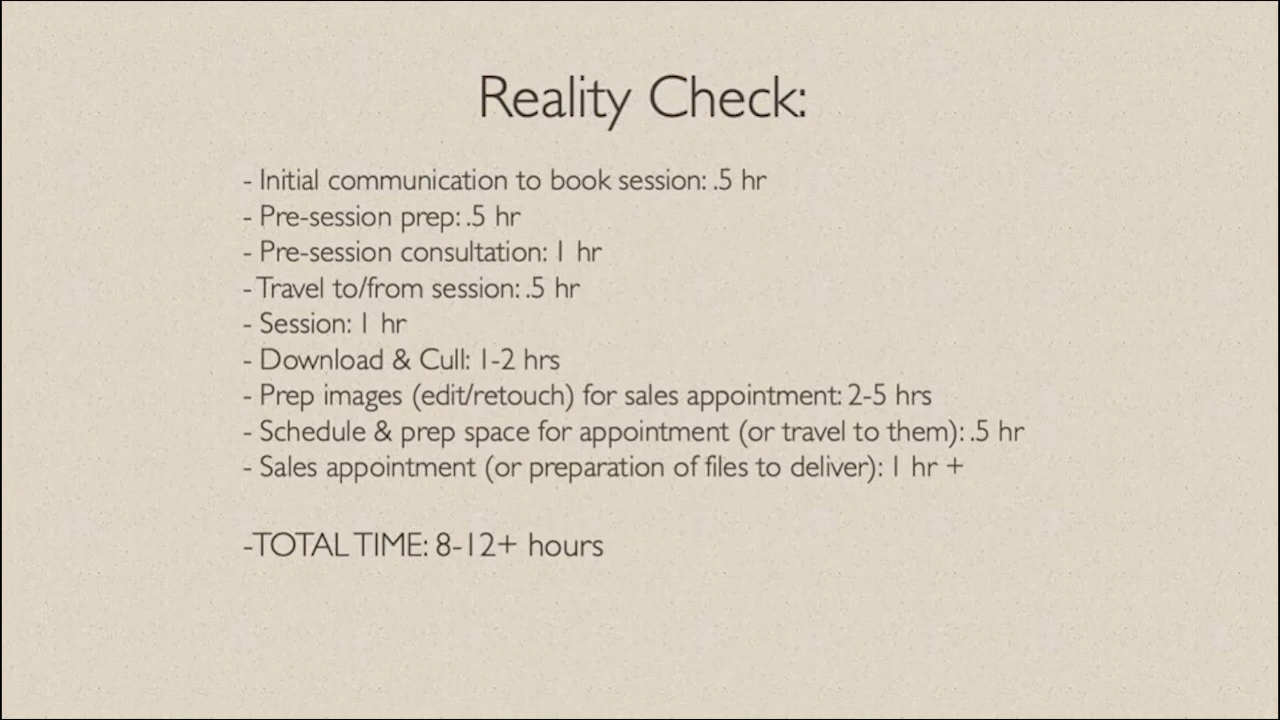 Reality Check:
- Initial communication to book session: .5 hr
- Pre-session prep: .5 hr
- Pre-session consultation: 1 hr
- Travel to/from session: .5 hr
- Session: 1 hr
- Download & Cull: 1-2 hrs
- Prep images (edit/retouch) for sales appointment: 2-5 hrs
- Schedule & prep space for appointment (or travel to them): .5 hr
- Sales appointment (or preparation of files to deliver): 1 hr +
-TOTAL TIME: 8-12+ hours